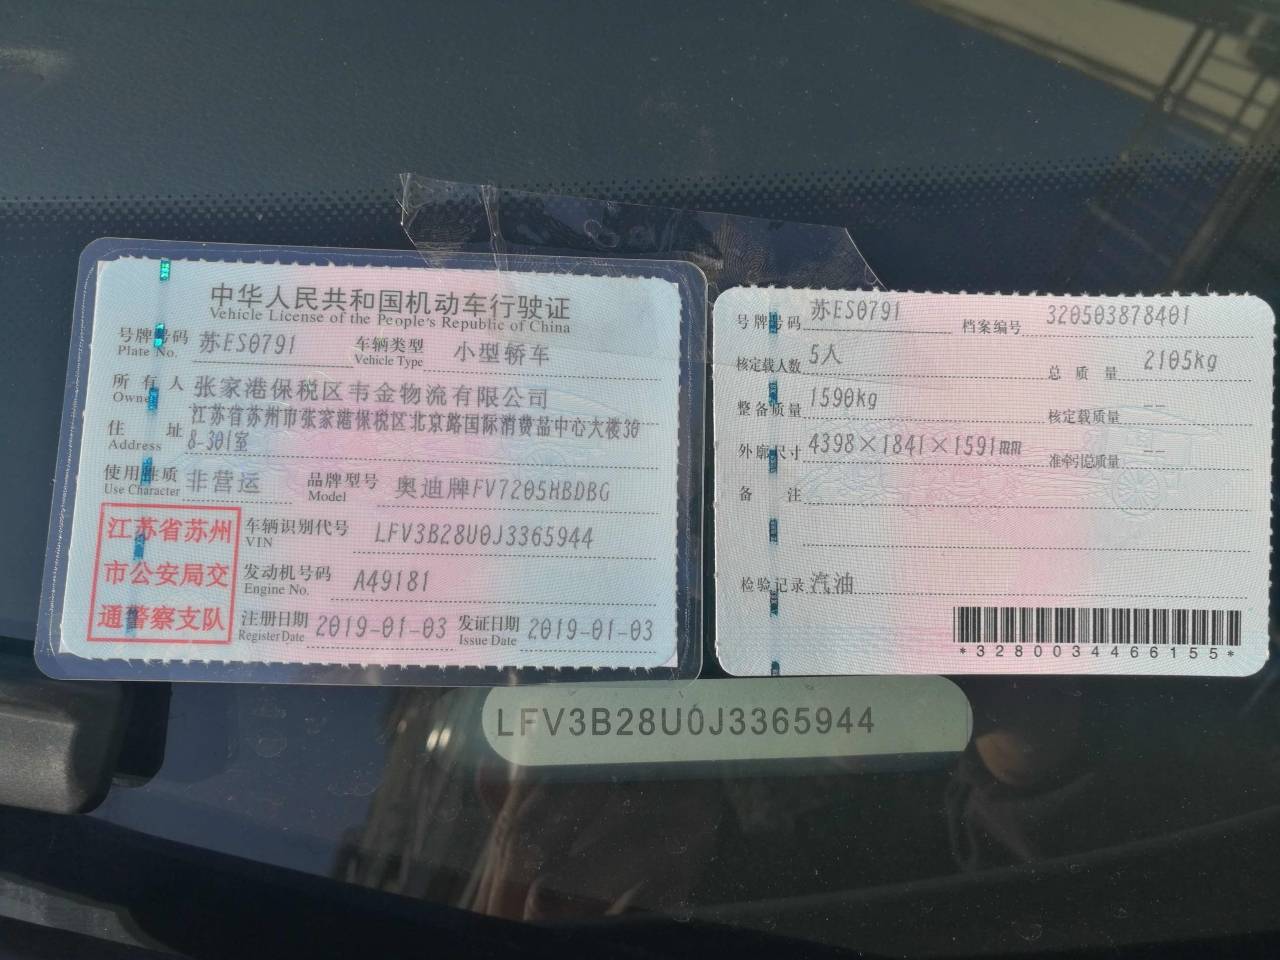 中华人民共和国机动车行驶证
Vehicle License of the People's Republic of China
号牌号码 苏ES0791 车辆类型 小型轿车
Plate No. Vehicle Type
所有人 张家港保税区韦金物流有限公司
Owner
住址 江苏省苏州市张家港保税区北京路国际消费品中心大楼30
Address 8-301室
使用性质 非营运 品牌型号 奥迪牌FV7205HBDBG
Use Character Model
江苏省苏州
市公安局交
通警察支队
车辆识别代号 LFV3B28U0J3365944
VIN
发动机号码 A49181
Engine No.
注册日期 2019-01-03 发证日期 2019-01-03
Register Date Issue Date
号牌号码 苏ES0791 档案编号 320503878401
核定载人数 5人 总质量 2105kg
整备质量 1590kg 核定载质量 --
外廓尺寸 4398×1841×1591mm 准牵引总质量 --
备注
检验记录 汽油
*3280034466155*
LFV3B28U0J3365944